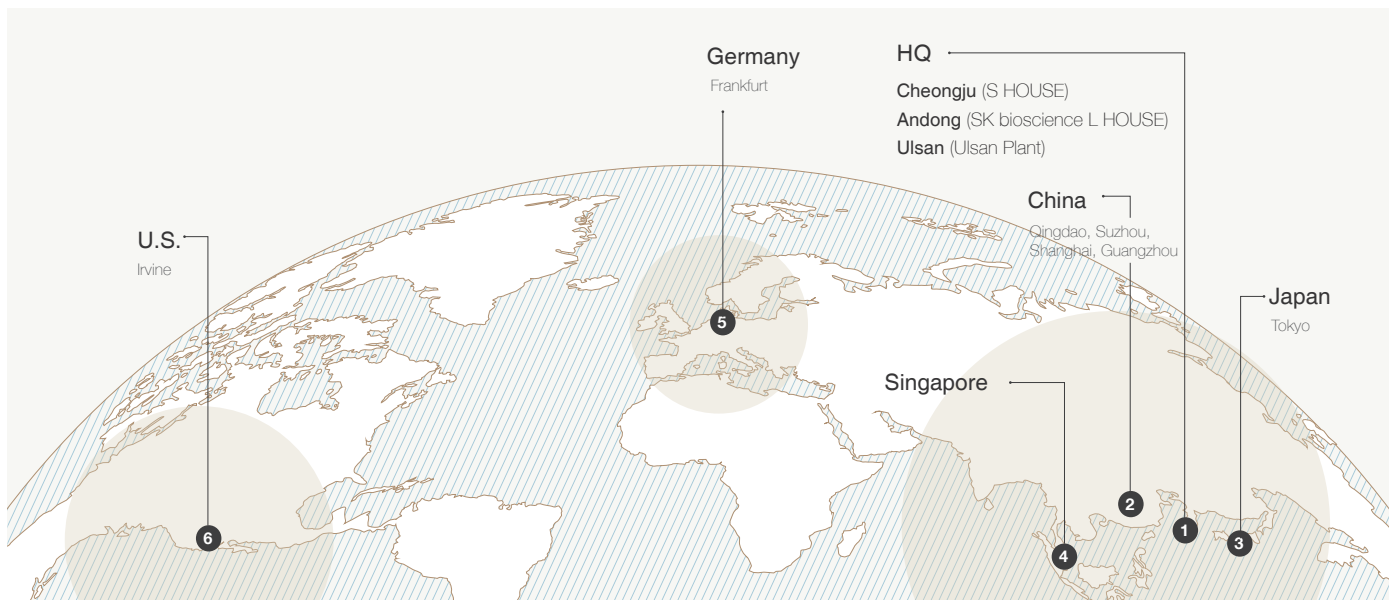 Germany
Frankfurt
HQ
Cheongju (S HOUSE)
Andong (SK bioscience L HOUSE)
Ulsan (Ulsan Plant)
China
Qingdao, Suzhou,
Shanghai, Guangzhou
U.S.
Irvine
Japan
Tokyo
Singapore
5
2
1
3
4
6